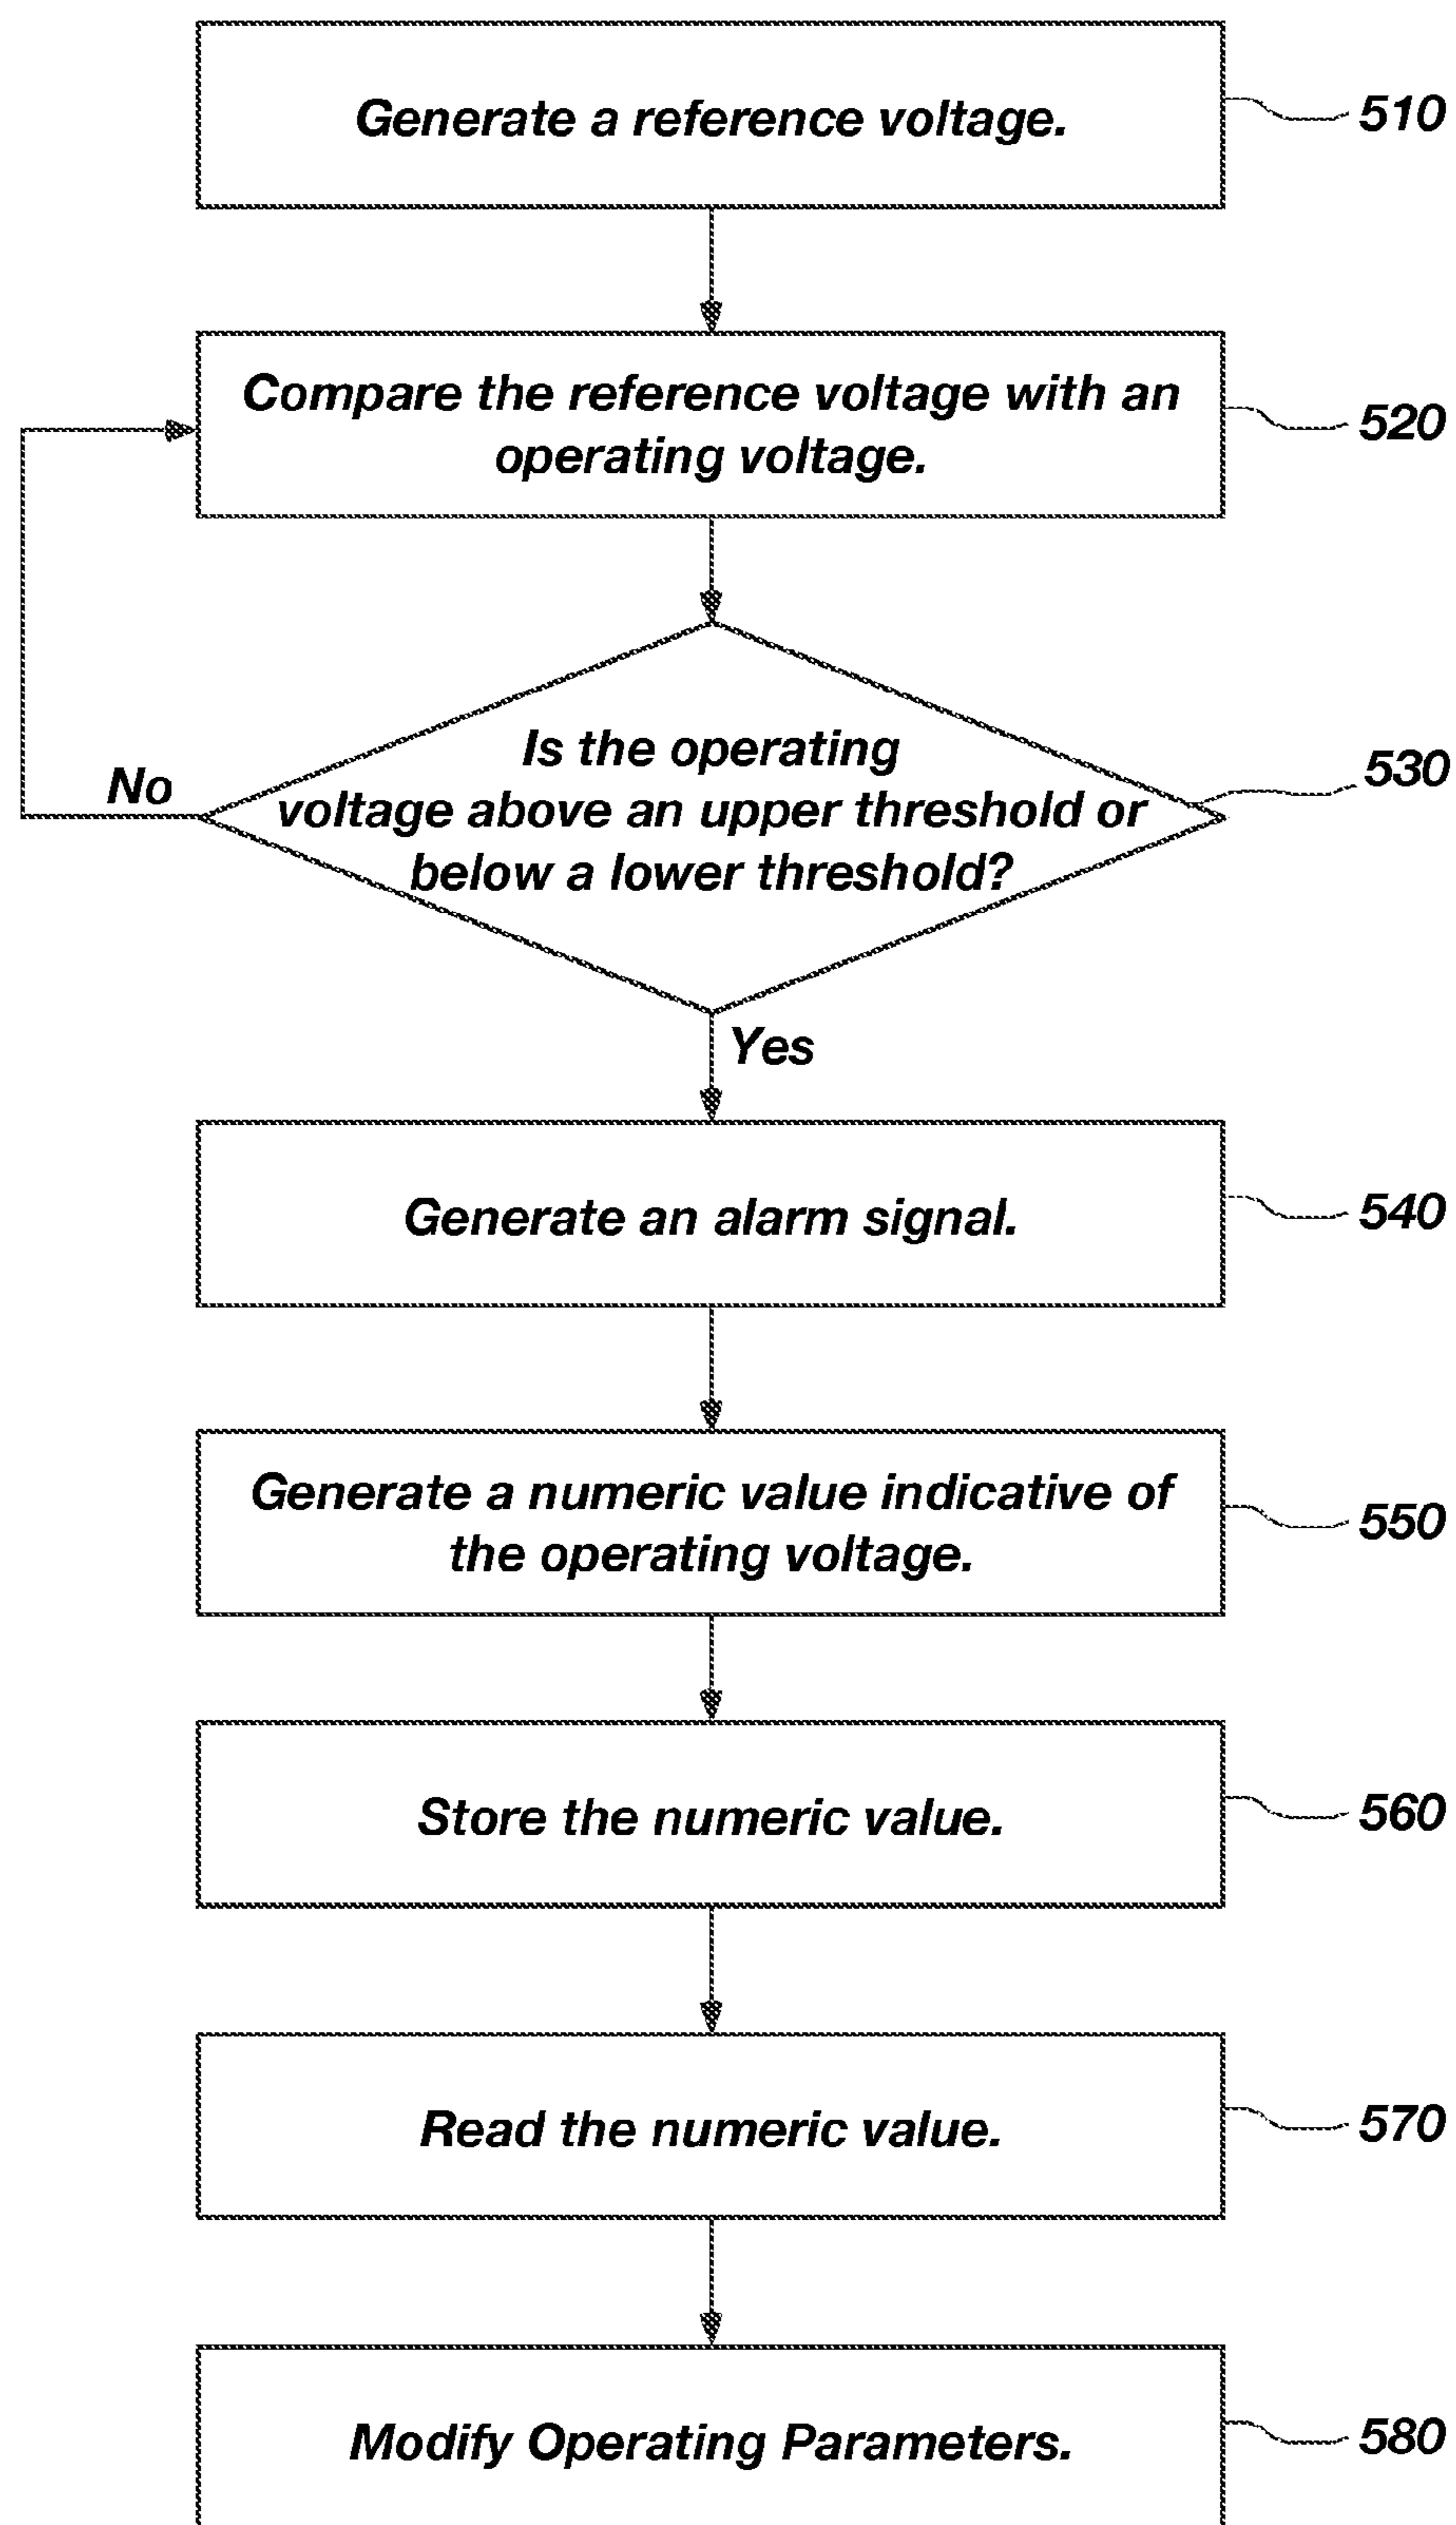 Generate a reference voltage.
510
Compare the reference voltage with an
operating voltage.
520
Is the operating
voltage above an upper threshold or
below a lower threshold?
530
No
Yes
Generate an alarm signal.
540
Generate a numeric value indicative of
the operating voltage.
550
Store the numeric value.
560
Read the numeric value.
570
Modify Operating Parameters.
580